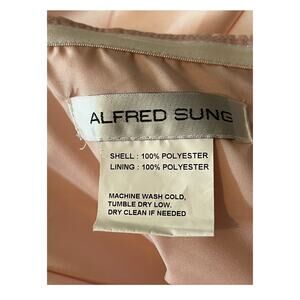 ALFRED SUNG
SHELL : 100% POLYESTER
LINING : 100% POLYESTER
MACHINE WASH COLD,
TUMBLE DRY LOW.
DRY CLEAN IF NEEDED